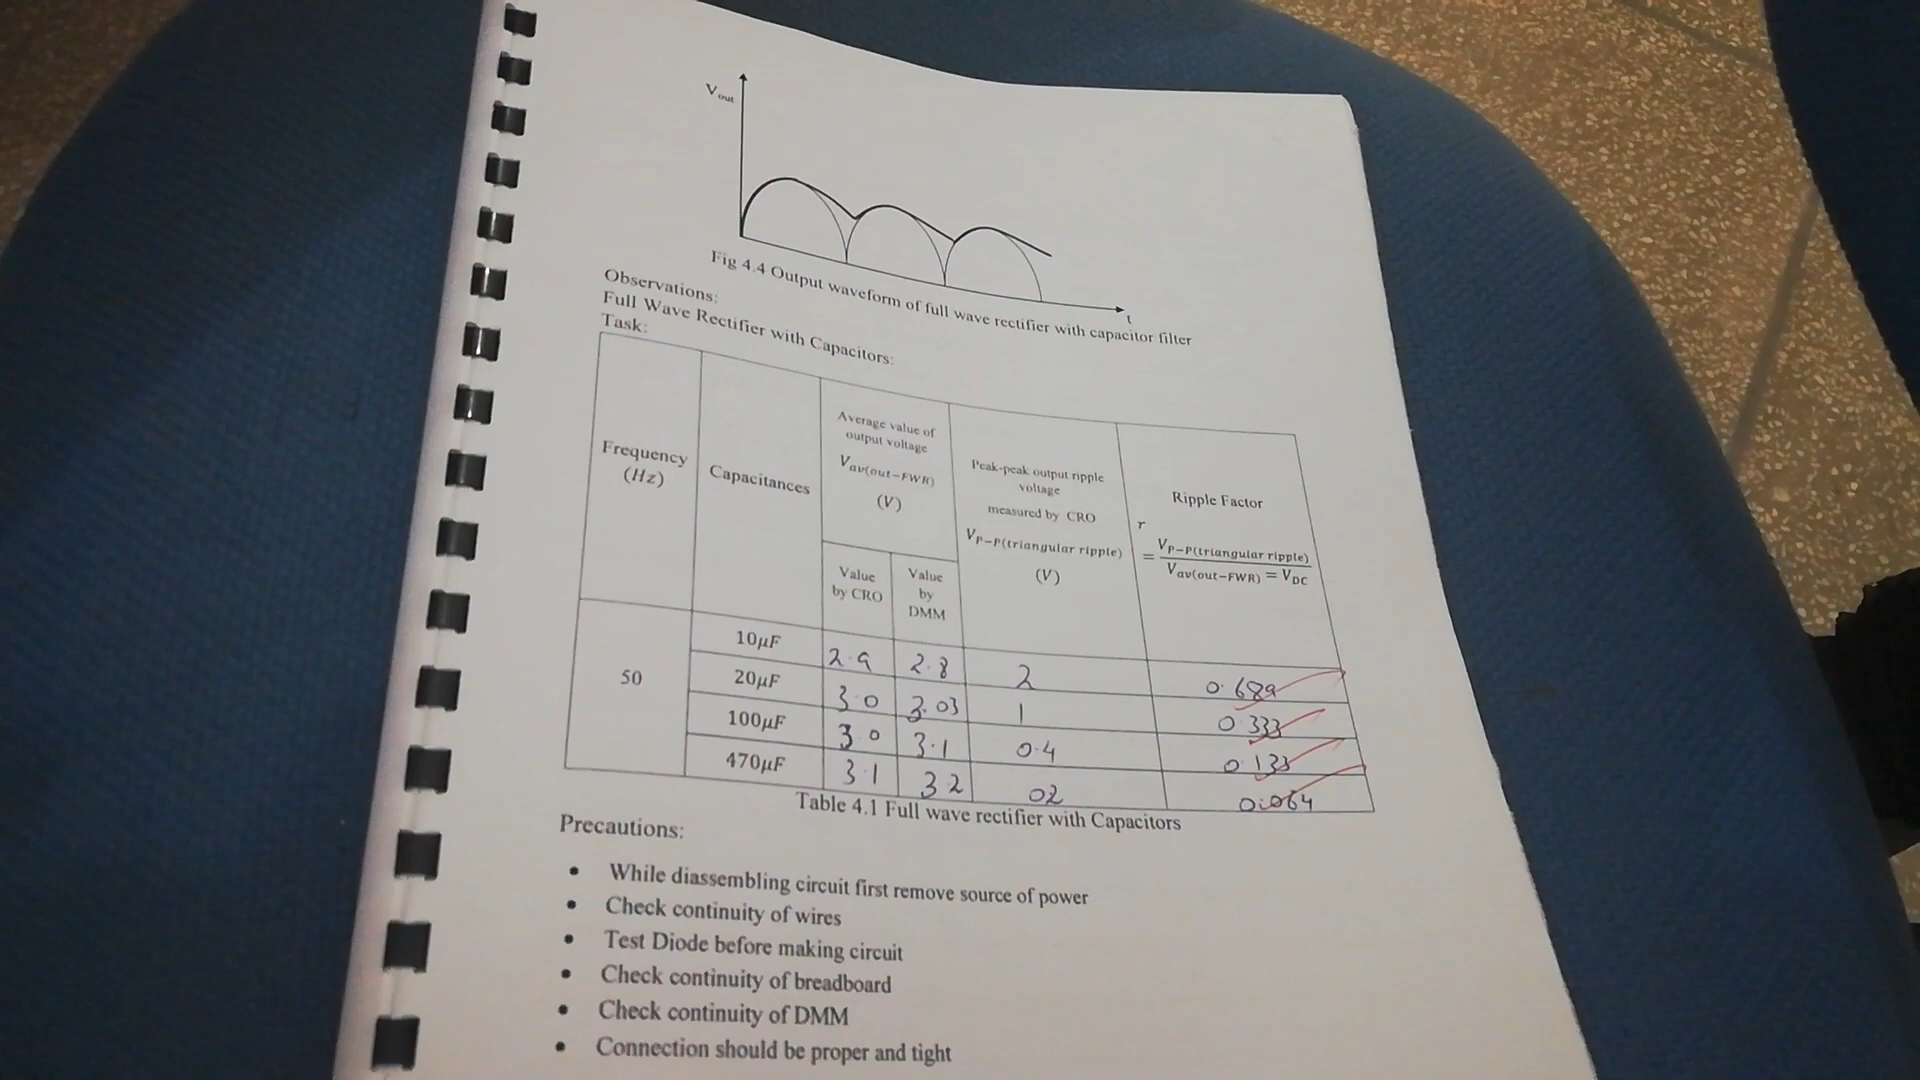 Vout
t
Fig 4.4 Output waveform of full wave rectifier with capacitor filter
Observations:
Full Wave Rectifier with Capacitors:
Task:
Frequency
(Hz)
Capacitances
Average value of
output voltage
Vav(out−FWR)
(V)
Value
by CRO
Value
by
DMM
Peak-peak output ripple
voltage
measured by CRO
VP−P(triangular ripple)
(V)
Ripple Factor
r
= VP−P(triangular ripple)
Vav(out−FWR) = VDC
50
10μF 2.9 2.8 2 0.689
20μF 3.0 3.03 1 0.333
100μF 3.0 3.1 0.4 0.133
470μF 3.1 3.2 02 0.064
Table 4.1 Full wave rectifier with Capacitors
Precautions:
• While diassembling circuit first remove source of power
• Check continuity of wires
• Test Diode before making circuit
• Check continuity of breadboard
• Check continuity of DMM
• Connection should be proper and tight